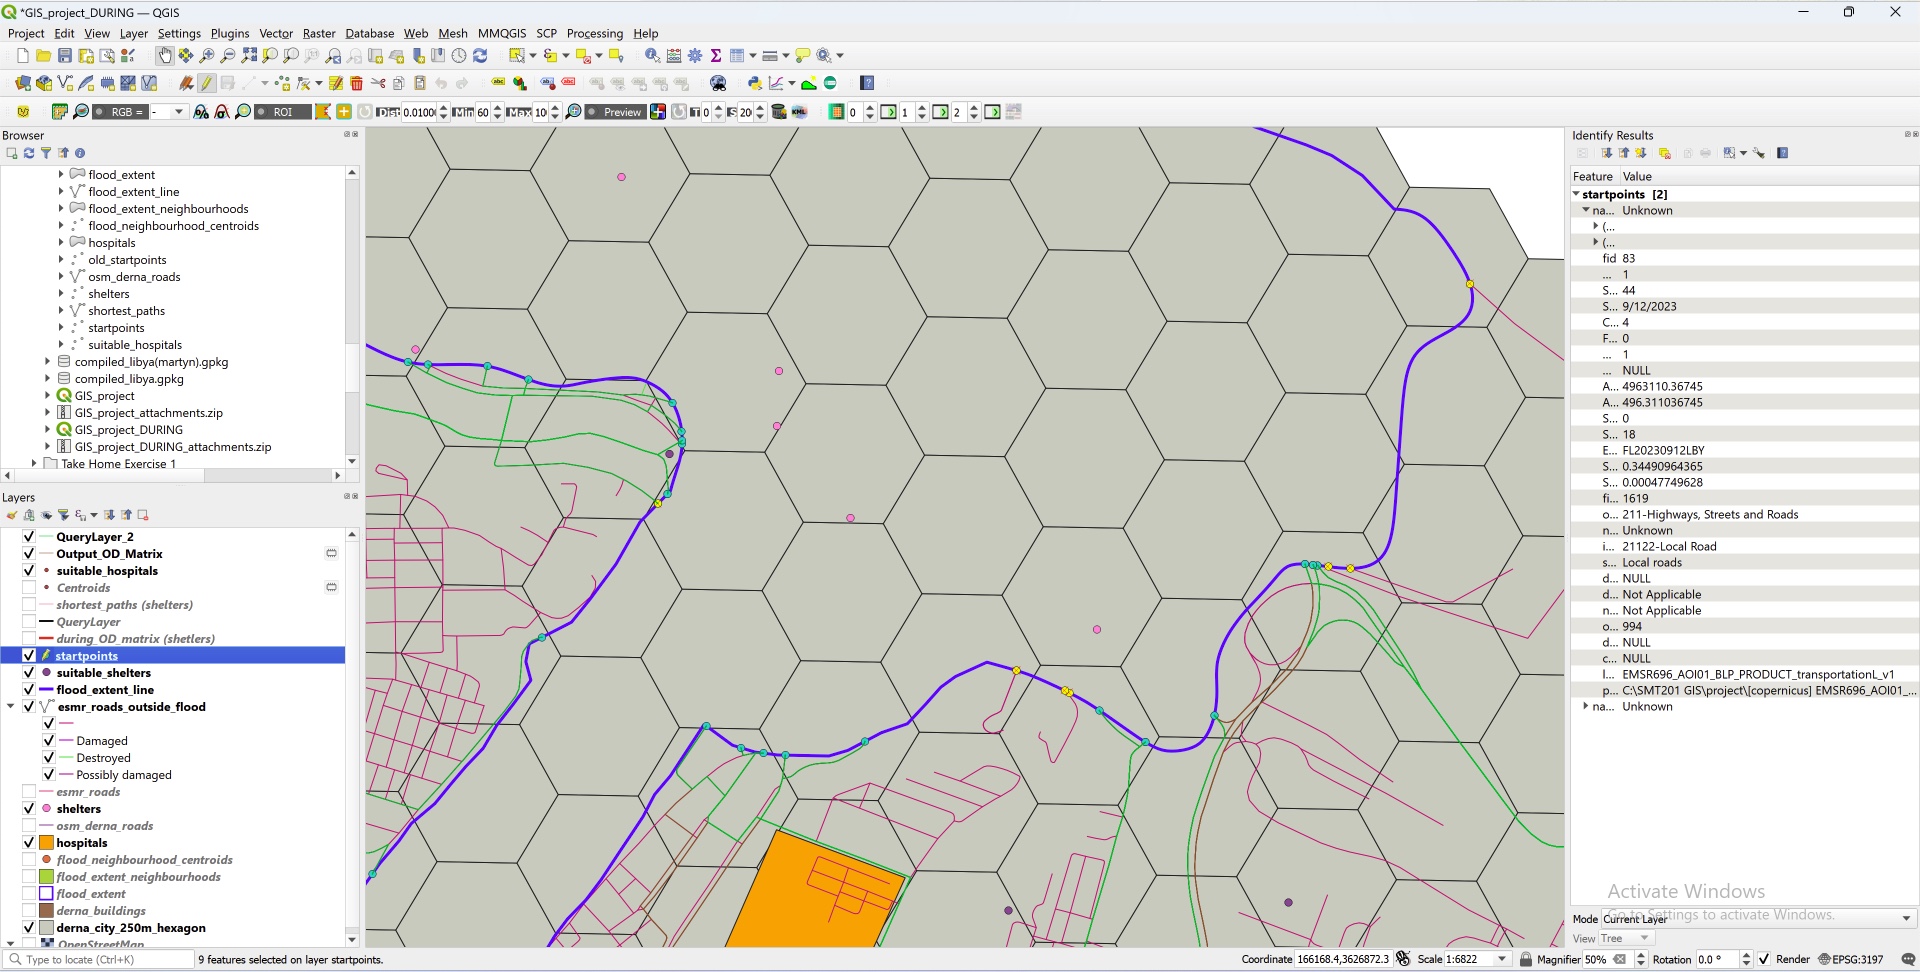 *GIS_project_DURING — QGIS
Project Edit View Layer Settings Plugins Vector Raster Database Web Mesh MMQGIS SCP Processing Help
RGB = - ROI Dist 0.0100 Min 60 Max 10 Preview T 0 S 20 KML 0 1 2
Browser
flood_extent
flood_extent_line
flood_extent_neighbourhoods
flood_neighbourhood_centroids
hospitals
old_startpoints
osm_derna_roads
shelters
shortest_paths
startpoints
suitable_hospitals
compiled_libya(martyn).gpkg
compiled_libya.gpkg
GIS_project
GIS_project_attachments.zip
GIS_project_DURING
GIS_project_DURING_attachments.zip
Take Home Exercise 1
Layers
QueryLayer_2
Output_OD_Matrix
suitable_hospitals
Centroids
shortest_paths (shelters)
QueryLayer
during_OD_matrix (shetlers)
startpoints
suitable_shelters
flood_extent_line
esmr_roads_outside_flood
Damaged
Destroyed
Possibly damaged
esmr_roads
shelters
osm_derna_roads
hospitals
flood_neighbourhood_centroids
flood_extent_neighbourhoods
flood_extent
derna_buildings
derna_city_250m_hexagon
OpenStreetMap
Identify Results
Feature Value
startpoints [2]
na... Unknown
(...
(...
fid 83
... 1
S... 44
S... 9/12/2023
C... 4
F... 0
... 1
... NULL
A... 4963110.36745
A... 496.311036745
S... 0
S... 18
E... FL20230912LBY
S... 0.34490964365
S... 0.00047749628
fi... 1619
o... 211-Highways, Streets and Roads
n... Unknown
i... 21122-Local Road
s... Local roads
d... NULL
d... Not Applicable
n... Not Applicable
o... 994
d... NULL
c... NULL
l... EMSR696_AOI01_BLP_PRODUCT_transportationL_v1
p... C:\SMT201 GIS\project\[copernicus] EMSR696_AOI01_...
na... Unknown
Activate Windows
Go to Settings to activate Windows.
Mode Current Layer
View Tree
Type to locate (Ctrl+K) 9 features selected on layer startpoints. Coordinate 166168.4,3626872.3 Scale 1:6822 Magnifier 50% Rotation 0.0 ° Render EPSG:3197